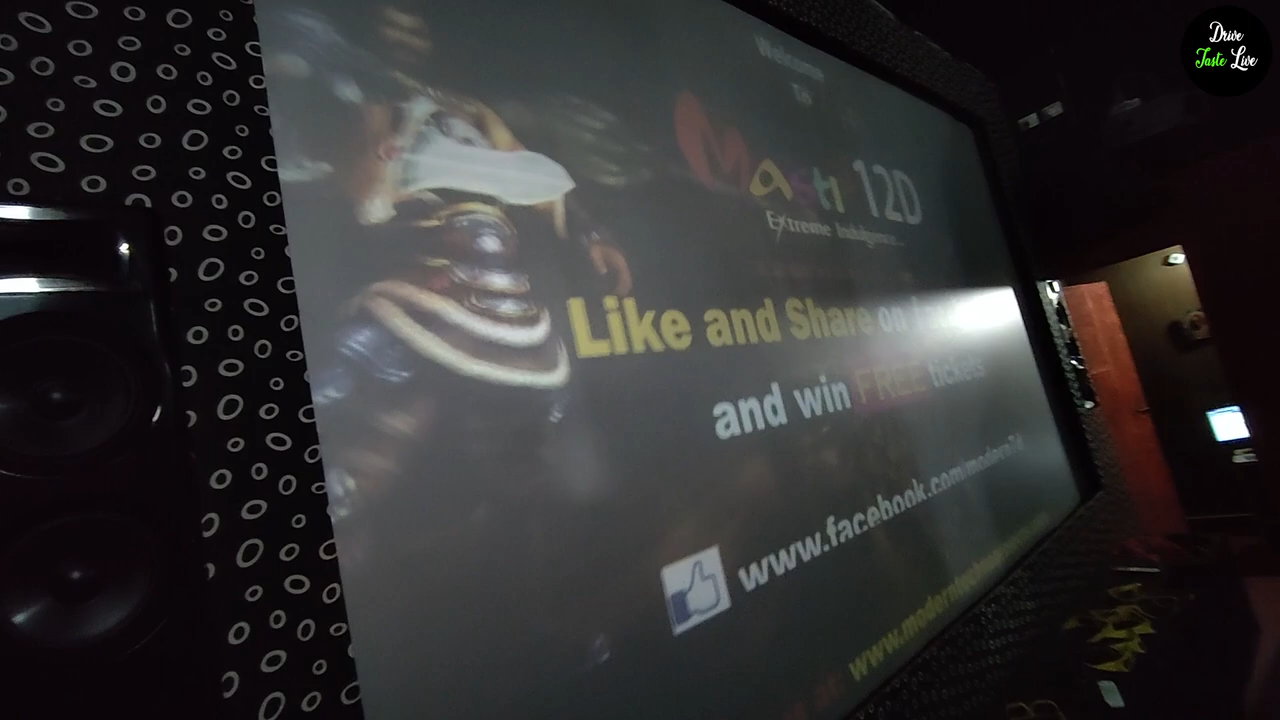 Drive
Taste Live
Welcome
To
Masti 12D
Extreme Indulgence...
Like and Share on
and win FREE tickets
www.facebook.com/modern12